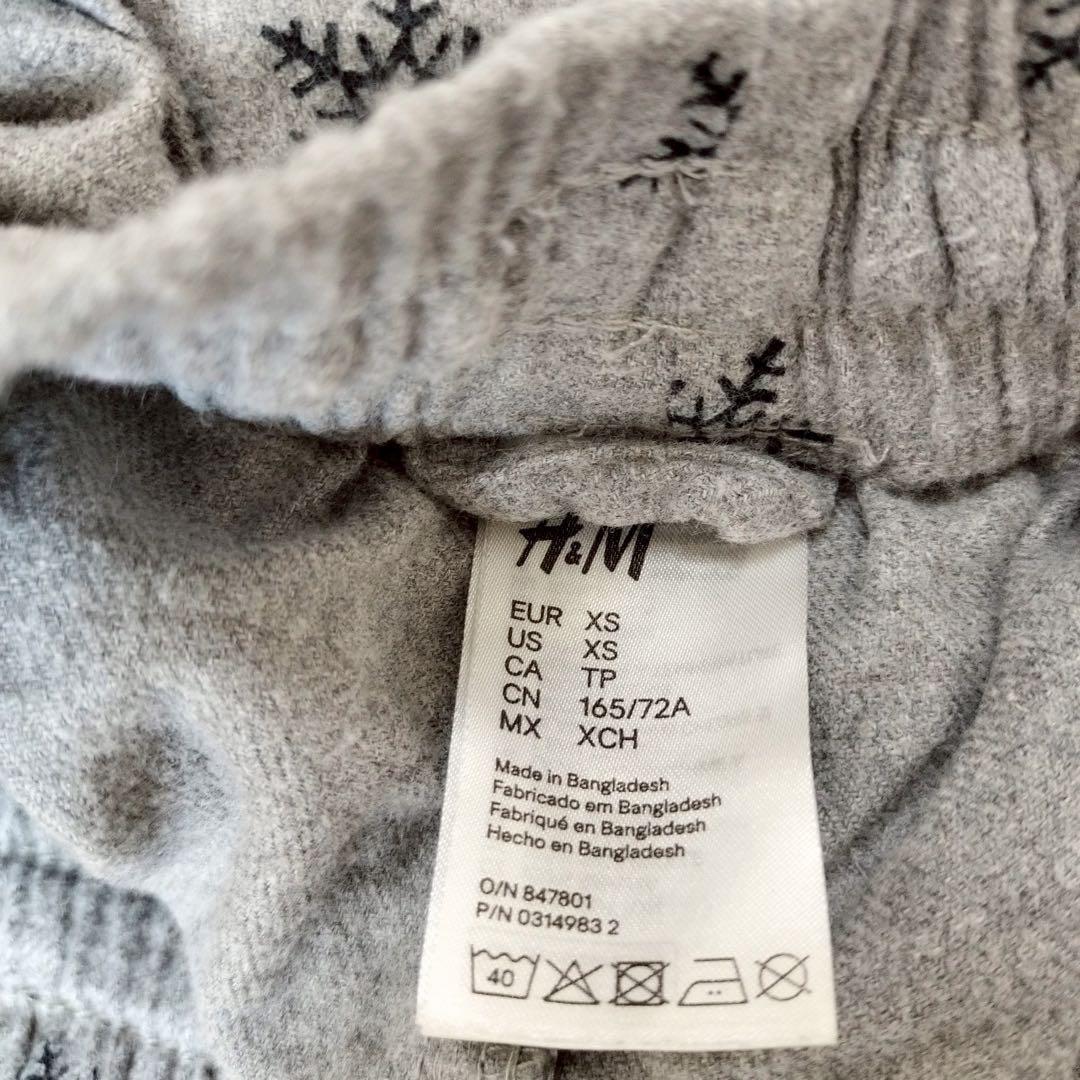 H&M
EUR XS
US XS
CA TP
CN 165/72A
MX XCH
Made in Bangladesh
Fabricado em Bangladesh
Fabriqué en Bangladesh
Hecho en Bangladesh
O/N 847801
P/N 0314983 2
40